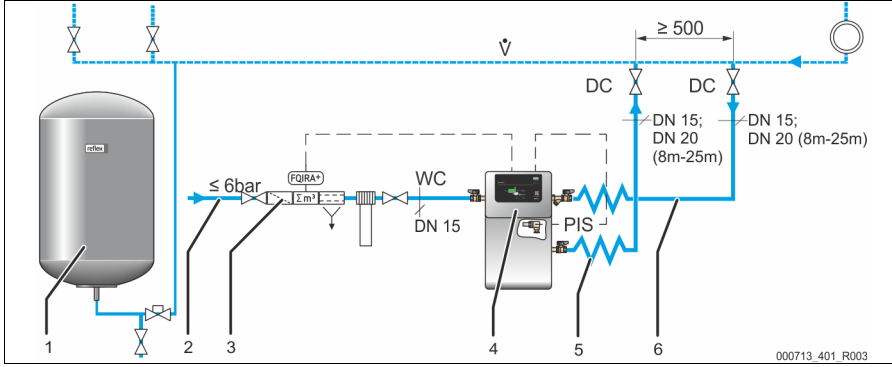 ≥ 500
V̇
DC
DC
DN 15;
DN 20
(8m-25m)
DN 15;
DN 20 (8m-25m)
reflex
≤ 6bar
FQIRA+
Σ m³
WC
DN 15
PIS
1
2
3
4
5
6
000713_401_R003